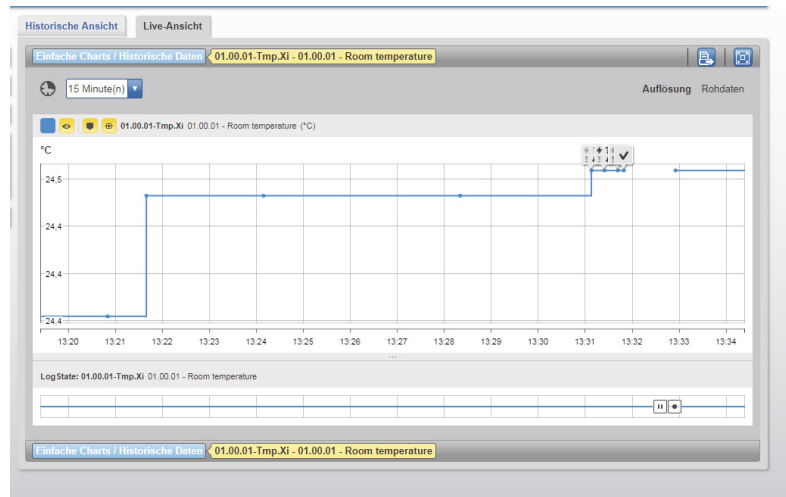 Historische Ansicht Live-Ansicht
Einfache Charts / Historische Daten 01.00.01-Tmp.Xi - 01.00.01 - Room temperature
15 Minute(n) Auflösung Rohdaten
01.00.01-Tmp.Xi 01.00.01 - Room temperature (°C)
°C
24,5
24,4
24,4
24,4
13:20 13:21 13:22 13:23 13:24 13:25 13:26 13:27 13:28 13:29 13:30 13:31 13:32 13:33 13:34
LogState: 01.00.01-Tmp.Xi 01.00.01 - Room temperature
Einfache Charts / Historische Daten 01.00.01-Tmp.Xi - 01.00.01 - Room temperature